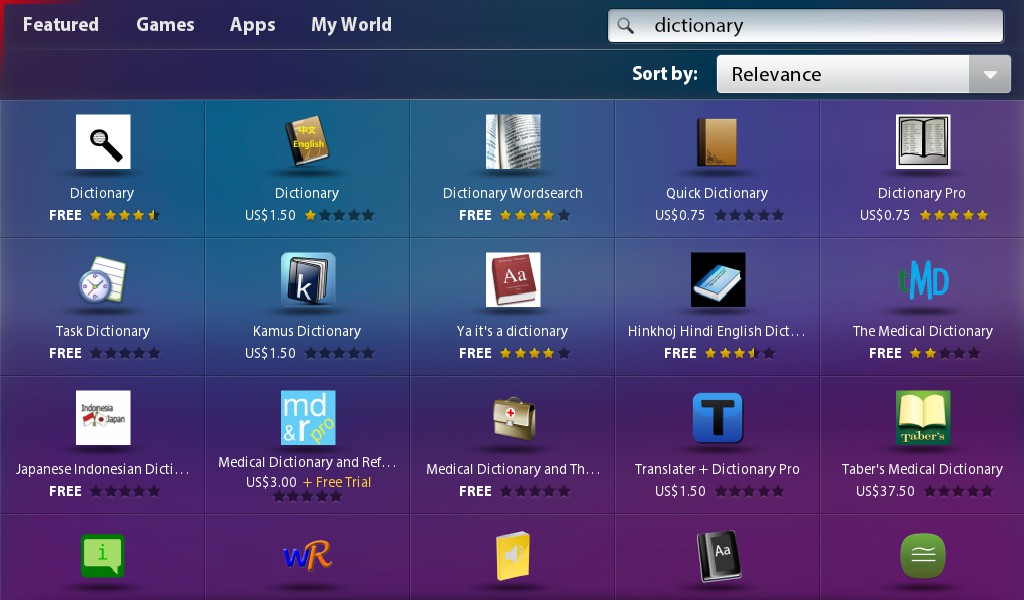 Featured Games Apps My World dictionary
Sort by: Relevance
中文
English
Dictionary
FREE
Dictionary
US$1.50
Dictionary Wordsearch
FREE
Quick Dictionary
US$0.75
Dictionary Pro
US$0.75
k
Aa
tMD
Task Dictionary
FREE
Kamus Dictionary
US$1.50
Ya it's a dictionary
FREE
Hinkhoj Hindi English Dict...
FREE
The Medical Dictionary
FREE
Indonesia
Japan
md
&r pro
T
Taber's
Japanese Indonesian Dicti...
FREE
Medical Dictionary and Ref...
US$3.00 + Free Trial
Medical Dictionary and Th...
FREE
Translater + Dictionary Pro
US$1.50
Taber's Medical Dictionary
US$37.50
i
WR
Aa